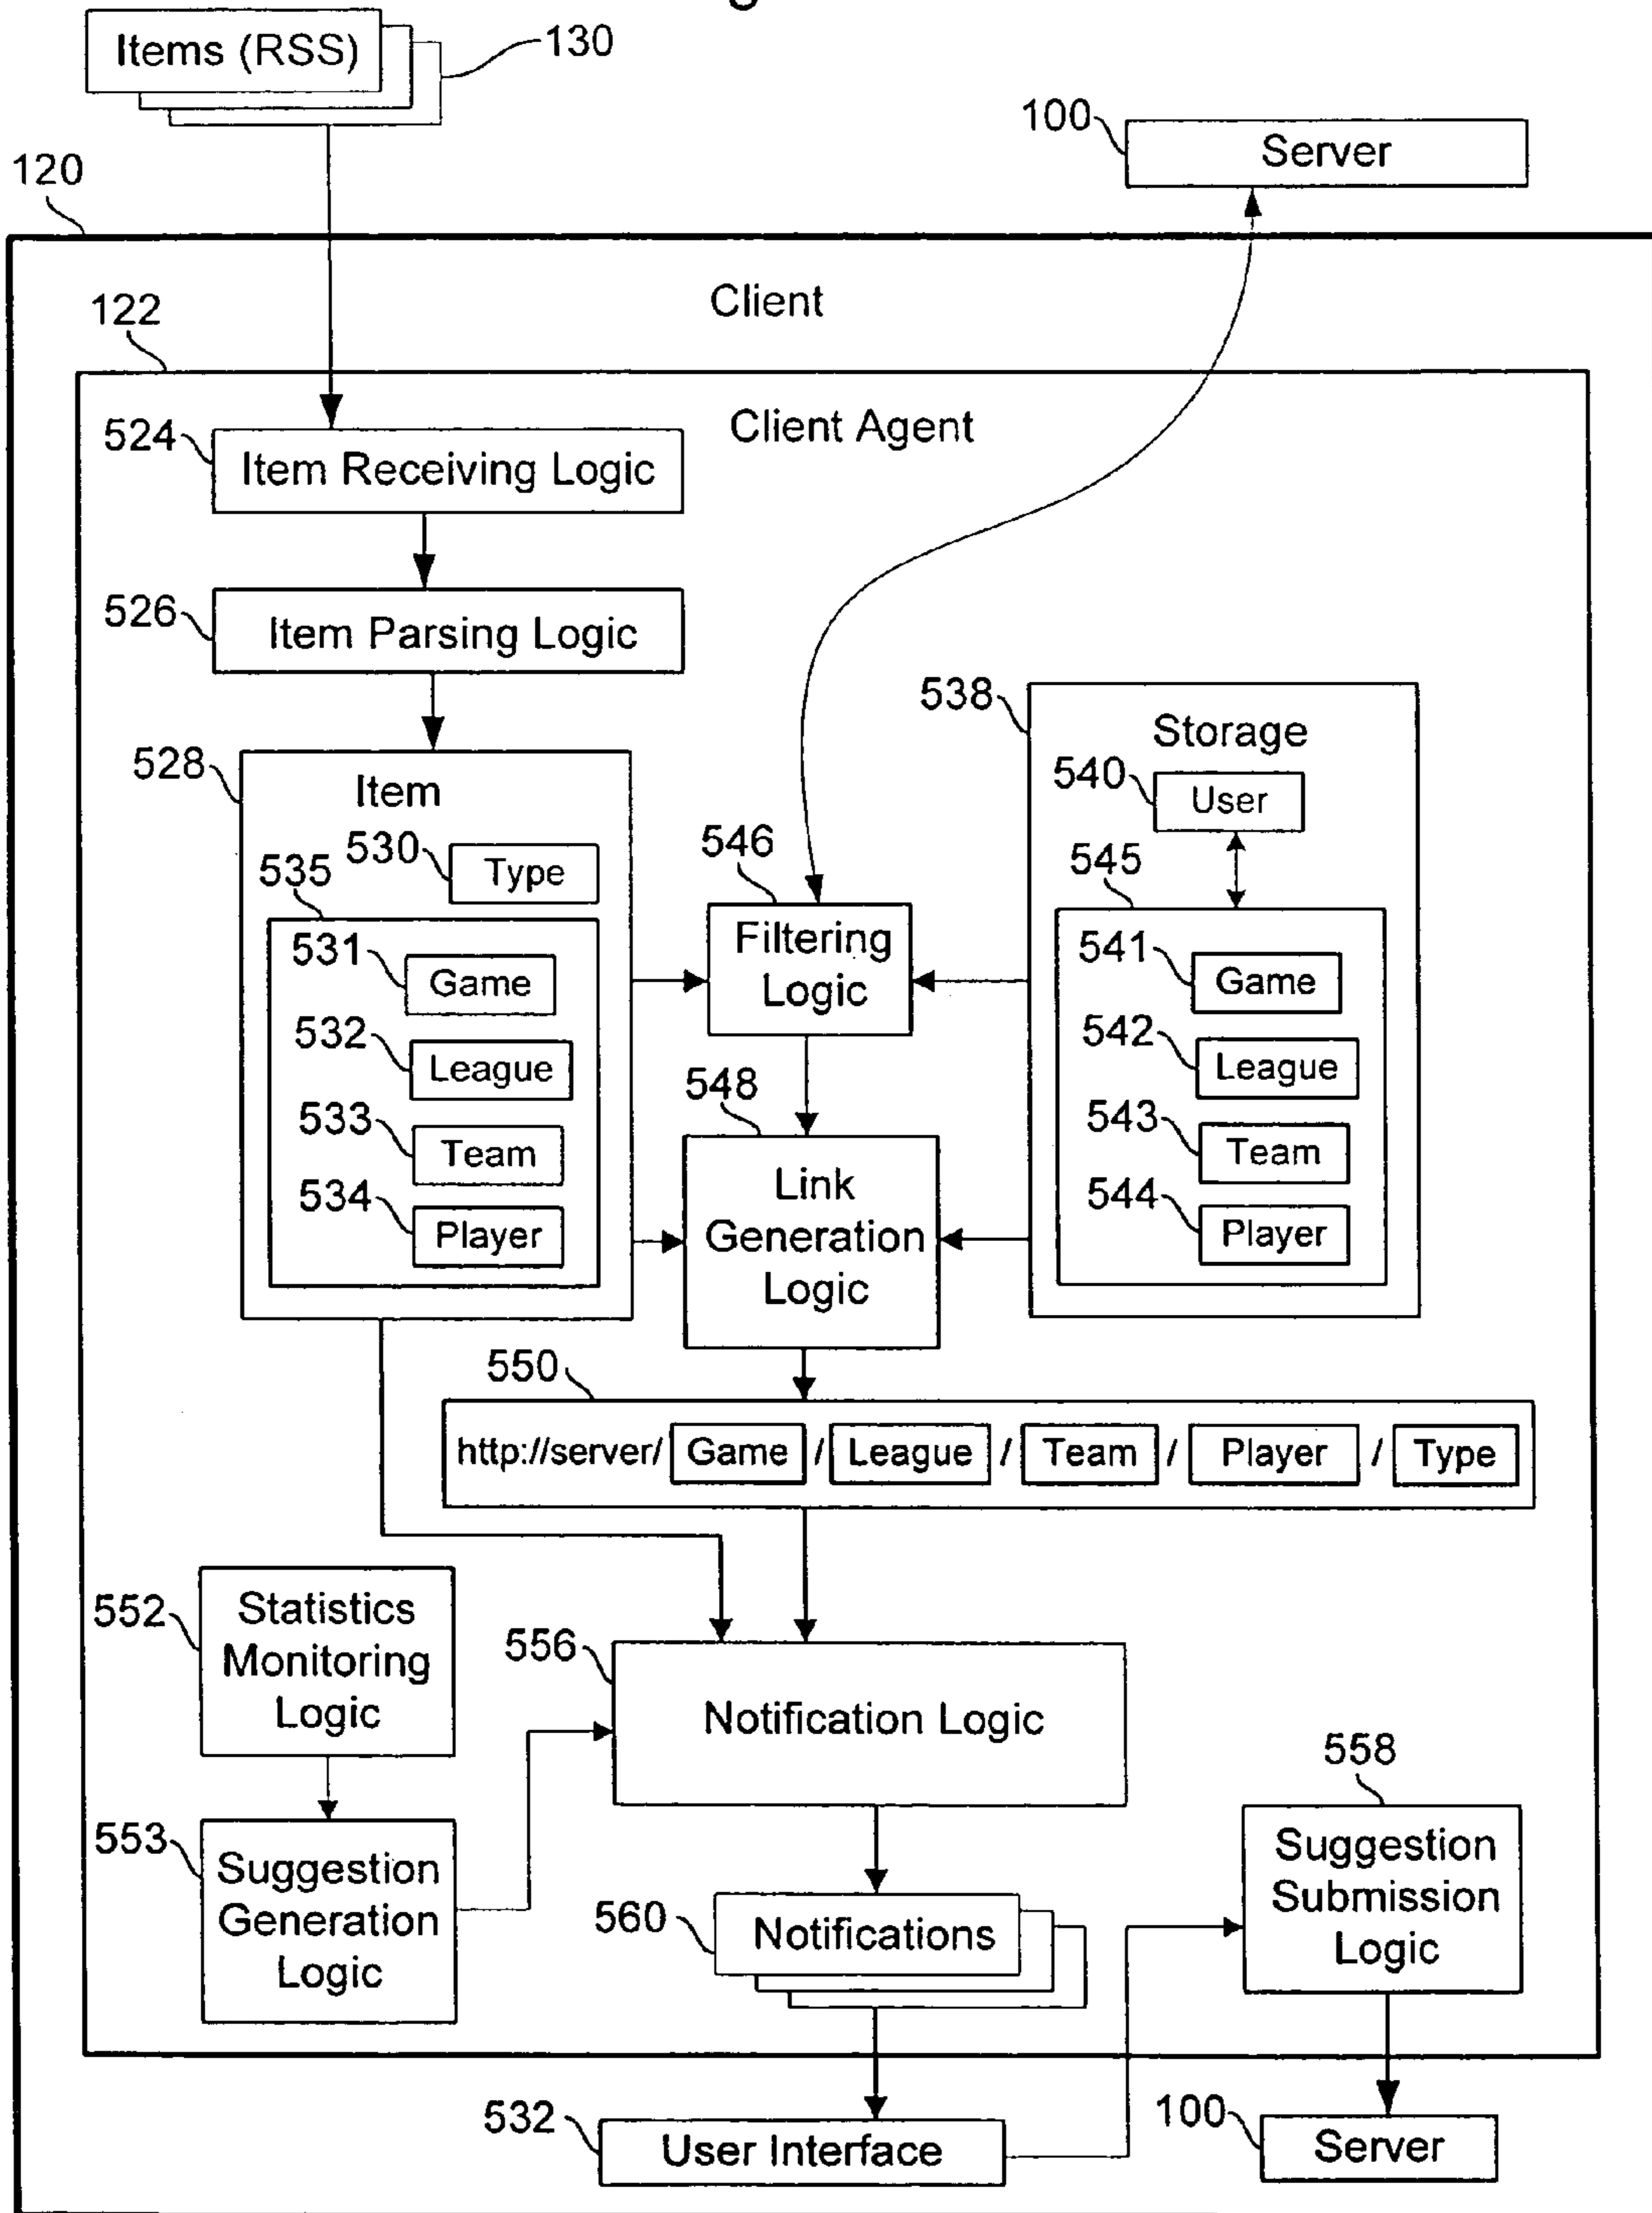 Items (RSS)
130
100
Server
120
Client
122
Client Agent
524
Item Receiving Logic
526
Item Parsing Logic
538
Storage
528
Item
540
User
530
Type
546
545
535
Filtering
Logic
531
Game
541
Game
532
League
542
League
548
533
Team
543
Team
Link
Generation
Logic
534
Player
544
Player
550
http://server/ Game / League / Team / Player / Type
552
Statistics
Monitoring
Logic
556
Notification Logic
558
553
Suggestion
Generation
Logic
Suggestion
Submission
Logic
560
Notifications
532
User Interface
100
Server